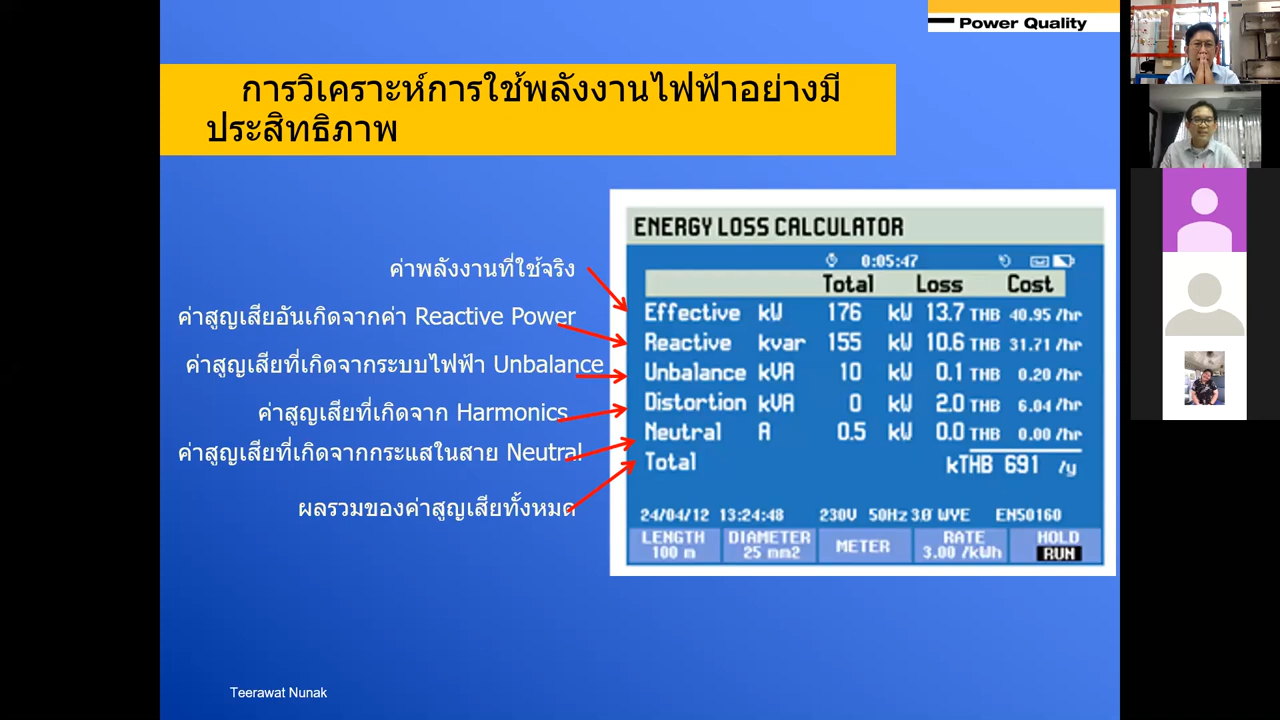 Power Quality
การวิเคราะห์การใช้พลังงานไฟฟ้าอย่างมี
ประสิทธิภาพ
ค่าพลังงานที่ใช้จริง
ค่าสูญเสียอันเกิดจากค่า Reactive Power
ค่าสูญเสียที่เกิดจากระบบไฟฟ้า Unbalance
ค่าสูญเสียที่เกิดจาก Harmonics
ค่าสูญเสียที่เกิดจากกระแสในสาย Neutral
ผลรวมของค่าสูญเสียทั้งหมด
ENERGY LOSS CALCULATOR
0:05:47
Total Loss Cost
Effective kW 176 kW 13.7 THB 40.95 /hr
Reactive kvar 155 kW 10.6 THB 31.71 /hr
Unbalance kVA 10 kW 0.1 THB 0.20 /hr
Distortion kVA 0 kW 2.0 THB 6.04 /hr
Neutral A 0.5 kW 0.0 THB 0.00 /hr
Total kTHB 691 /y
24/04/12 13:24:48 230V 50Hz 3Ø WYE EN50160
LENGTH DIAMETER METER RATE HOLD
100 m 25 mm2 3.00 /kWh RUN
Teerawat Nunak